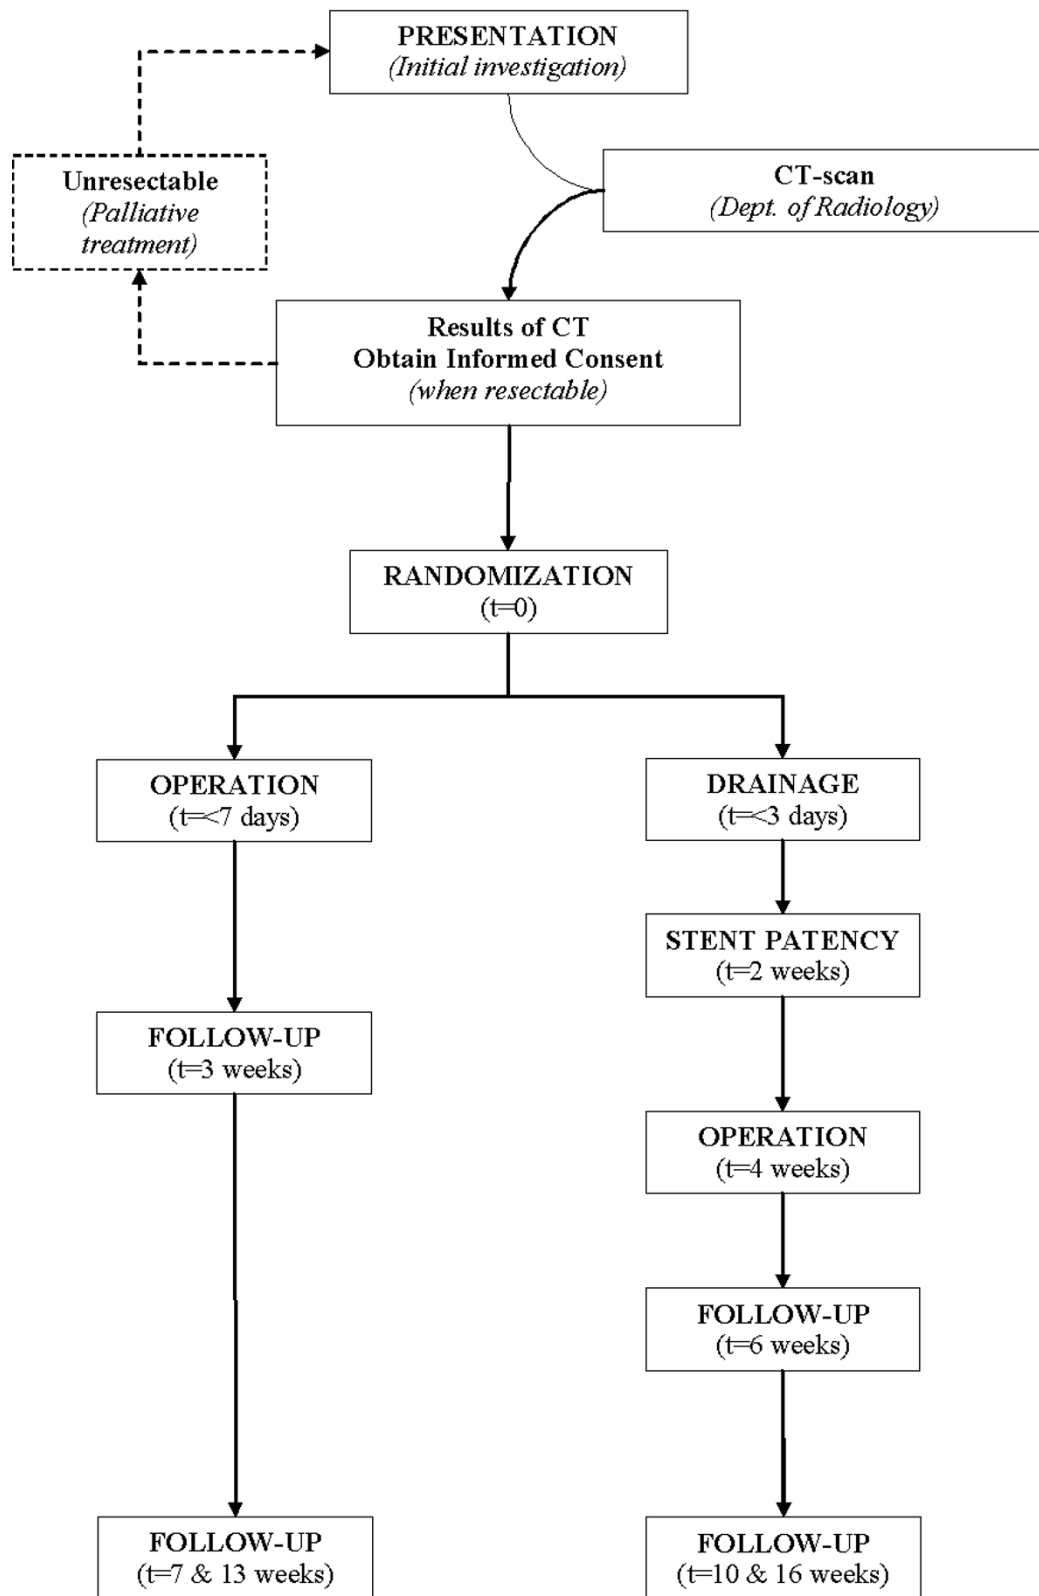 PRESENTATION
(Initial investigation)
Unresectable
(Palliative
treatment)
CT-scan
(Dept. of Radiology)
Results of CT
Obtain Informed Consent
(when resectable)
RANDOMIZATION
(t=0)
OPERATION
(t=<7 days)
DRAINAGE
(t=<3 days)
STENT PATENCY
(t=2 weeks)
FOLLOW-UP
(t=3 weeks)
OPERATION
(t=4 weeks)
FOLLOW-UP
(t=6 weeks)
FOLLOW-UP
(t=7 & 13 weeks)
FOLLOW-UP
(t=10 & 16 weeks)